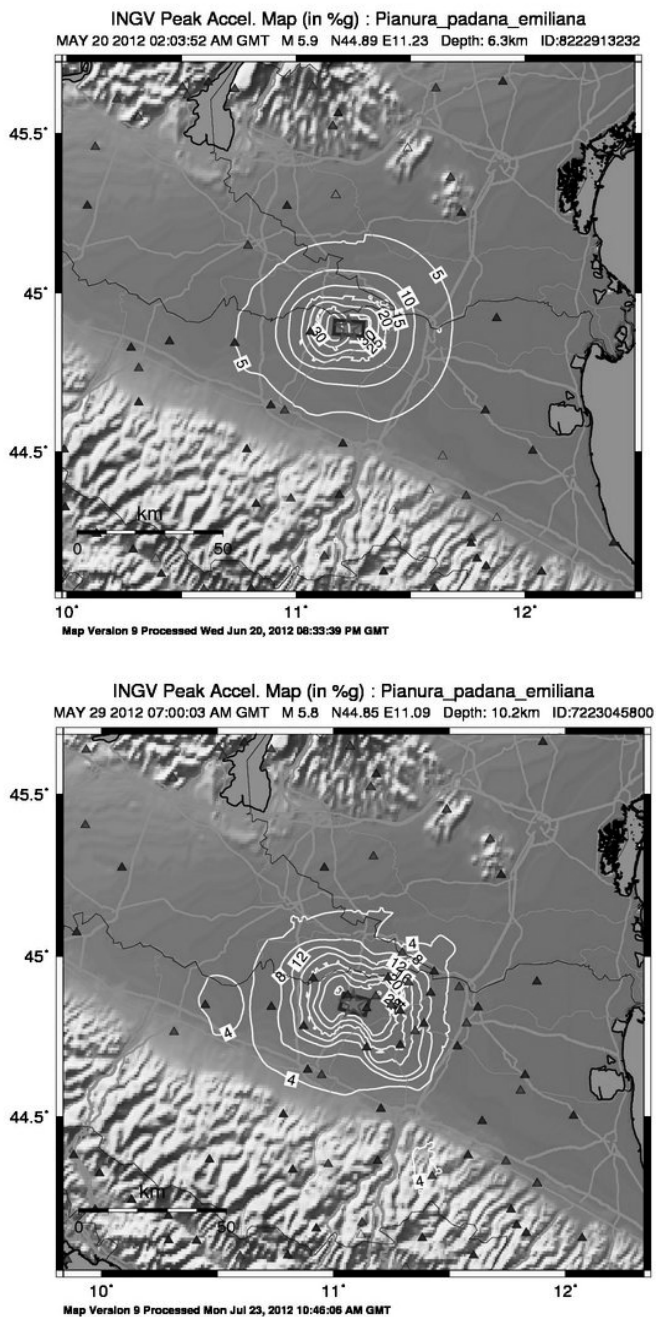 INGV Peak Accel. Map (in %g) : Pianura_padana_emiliana
MAY 20 2012 02:03:52 AM GMT M 5.9 N44.89 E11.23 Depth: 6.3km ID:8222913232
45.5˚
45˚
44.5˚
5
10
15
20
30
5
km
0 50
10˚ 11˚ 12˚
Map Version 9 Processed Wed Jun 20, 2012 08:33:39 PM GMT
INGV Peak Accel. Map (in %g) : Pianura_padana_emiliana
MAY 29 2012 07:00:03 AM GMT M 5.8 N44.85 E11.09 Depth: 10.2km ID:7223045800
45.5˚
45˚
44.5˚
4
8
12
12
8
4
4
4
km
0 50
10˚ 11˚ 12˚
Map Version 9 Processed Mon Jul 23, 2012 10:46:06 AM GMT